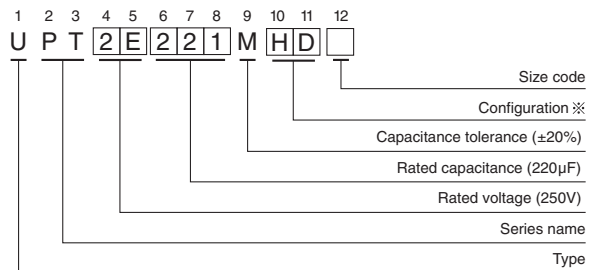 1 2 3 4 5 6 7 8 9 10 11 12
U P T 2 E 2 2 1 M H D
Size code
Configuration ※
Capacitance tolerance (±20%)
Rated capacitance (220µF)
Rated voltage (250V)
Series name
Type